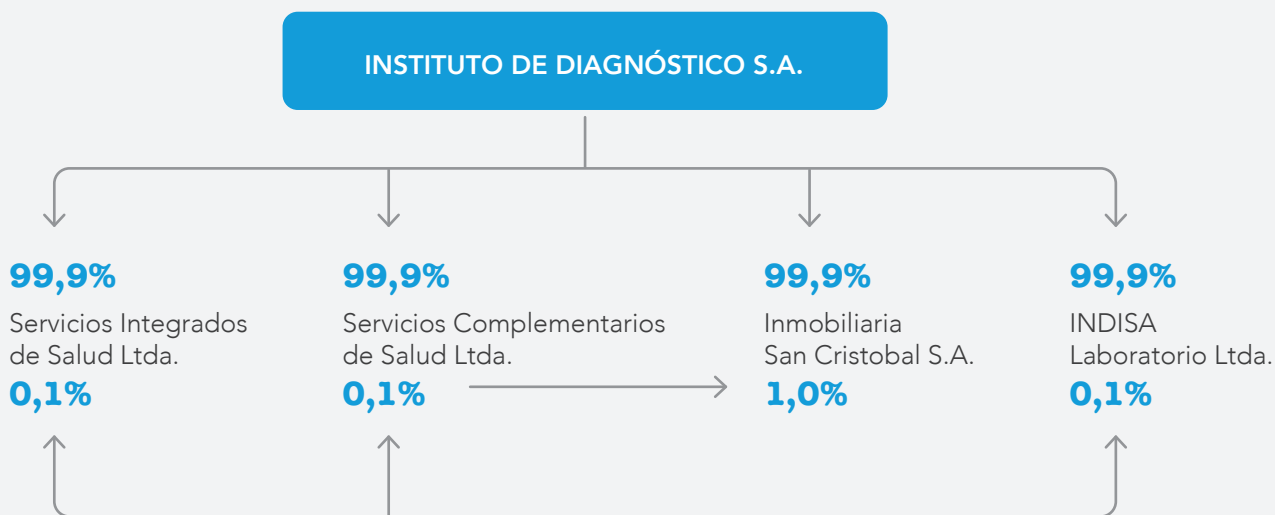 INSTITUTO DE DIAGNÓSTICO S.A.
99,9%
Servicios Integrados
de Salud Ltda.
0,1%
99,9%
Servicios Complementarios
de Salud Ltda.
0,1%
99,9%
Inmobiliaria
San Cristobal S.A.
1,0%
99,9%
INDISA
Laboratorio Ltda.
0,1%